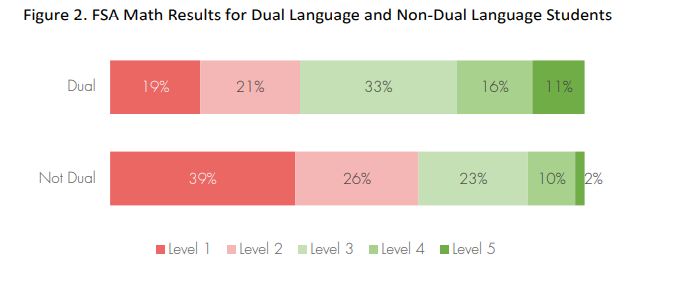 Figure 2. FSA Math Results for Dual Language and Non-Dual Language Students
Dual 19% 21% 33% 16% 11%
Not Dual 39% 26% 23% 10% 2%
Level 1 Level 2 Level 3 Level 4 Level 5